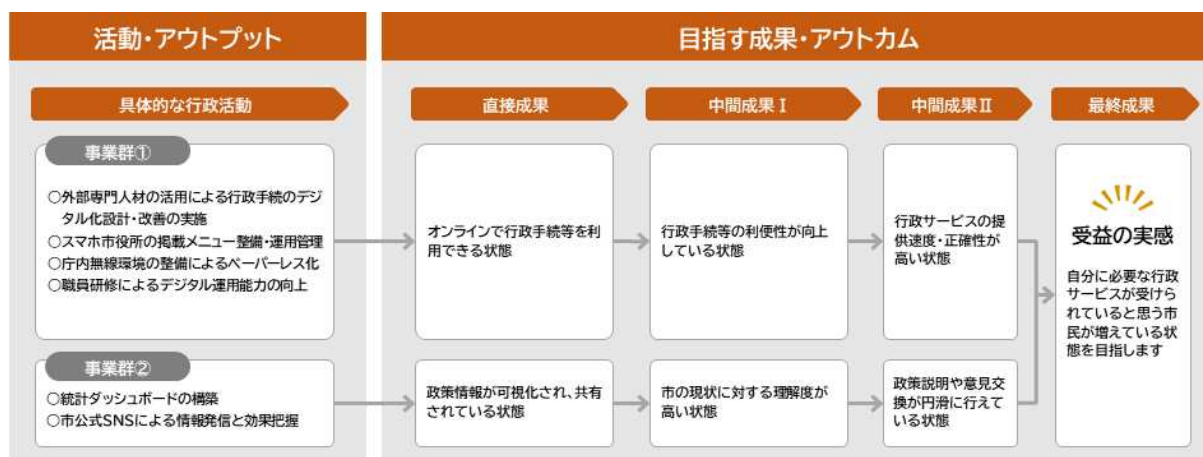 活動・アウトプット
目指す成果・アウトカム
具体的な行政活動
直接成果
中間成果Ⅰ
中間成果Ⅱ
最終成果
事業群①
○外部専門人材の活用による行政手続のデジ
タル化設計・改善の実施
○スマホ市役所の掲載メニュー整備・運用管理
○庁内無線環境の整備によるペーパーレス化
○職員研修によるデジタル運用能力の向上
オンラインで行政手続等を利
用できる状態
行政手続等の利便性が向上
している状態
行政サービスの提
供速度・正確性が
高い状態
事業群②
○統計ダッシュボードの構築
○市公式SNSによる情報発信と効果把握
政策情報が可視化され、共有
されている状態
市の現状に対する理解度が
高い状態
政策説明や意見交
換が円滑に行えて
いる状態
受益の実感
自分に必要な行政
サービスが受けら
れていると思う市
民が増えている状
態を目指します